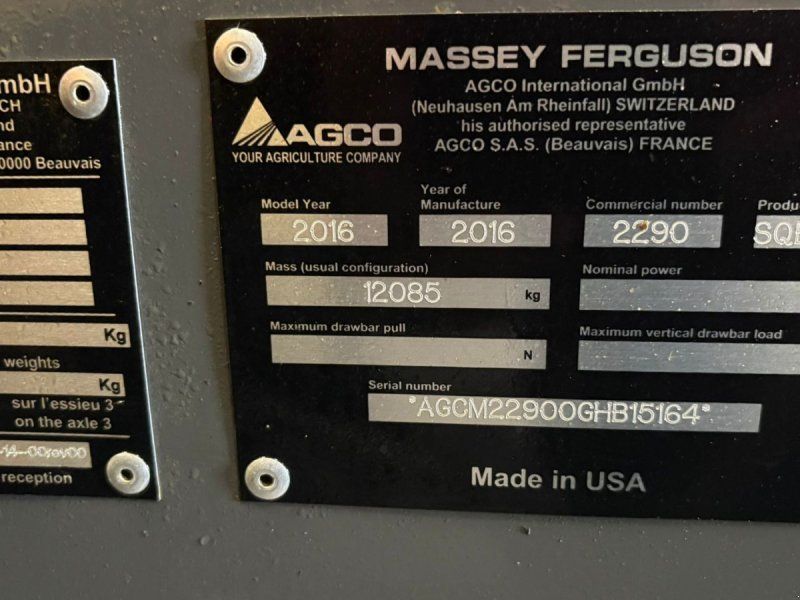 mbH
CH
nd
ance
0000 Beauvais
Kg
weights
Kg
sur l'essieu 3
on the axle 3
-14-00rev00
reception
MASSEY FERGUSON
AGCO International GmbH
(Neuhausen Am Rheinfall) SWITZERLAND
his authorised representative
AGCO S.A.S. (Beauvais) FRANCE
AGCO
YOUR AGRICULTURE COMPANY
Model Year
Year of
Manufacture
Commercial number
Produ
2016
2016
2290
Mass (usual configuration)
Nominal power
12085 kg
Maximum drawbar pull
Maximum vertical drawbar load
N
Serial number
*AGCM22900GHB15164*
Made in USA